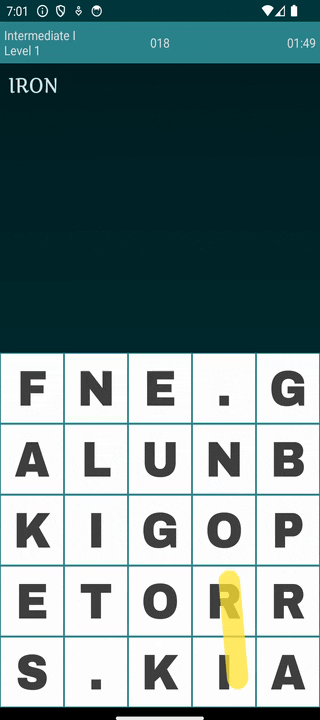 7:01
Intermediate I
Level 1
018
01:49
IRON
F N E . G
A L U N B
K I G O P
E T O R R
S . K I A